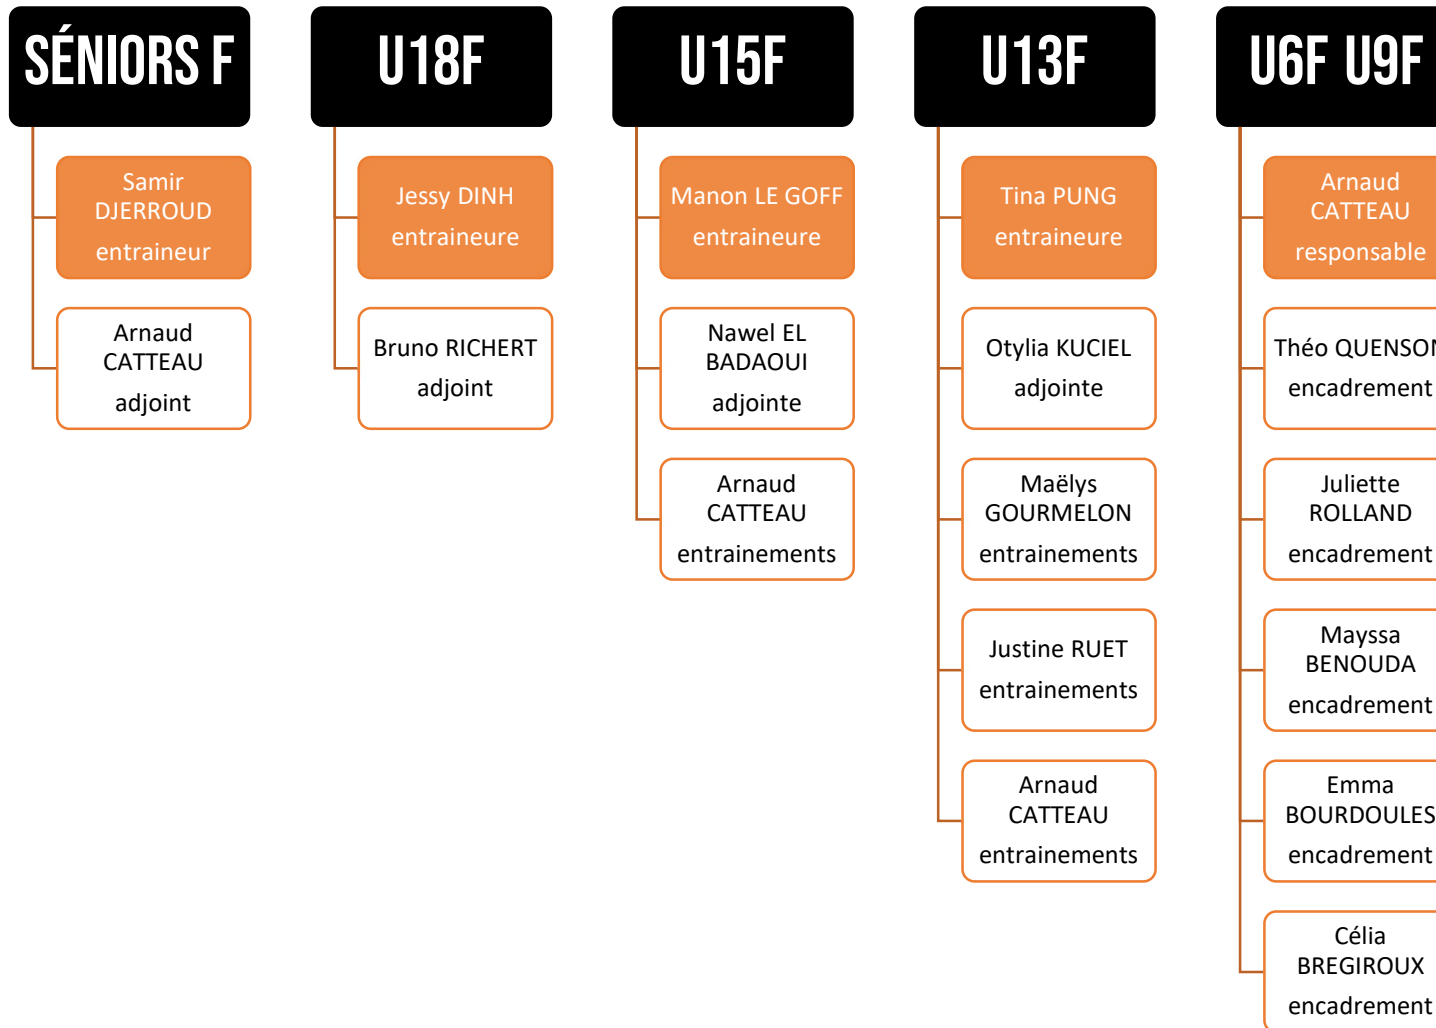 SÉNIORS F
Samir
DJERROUD
entraineur
Arnaud
CATTEAU
adjoint
U18F
Jessy DINH
entraineure
Bruno RICHERT
adjoint
U15F
Manon LE GOFF
entraineure
Nawel EL
BADAOUI
adjointe
Arnaud
CATTEAU
entrainements
U13F
Tina PUNG
entraineure
Otylia KUCIEL
adjointe
Maëlys
GOURMELON
entrainements
Justine RUET
entrainements
Arnaud
CATTEAU
entrainements
U6F U9F
Arnaud
CATTEAU
responsable
Théo QUENSON
encadrement
Juliette
ROLLAND
encadrement
Mayssa
BENOUDA
encadrement
Emma
BOURDOULES
encadrement
Célia
BREGIROUX
encadrement